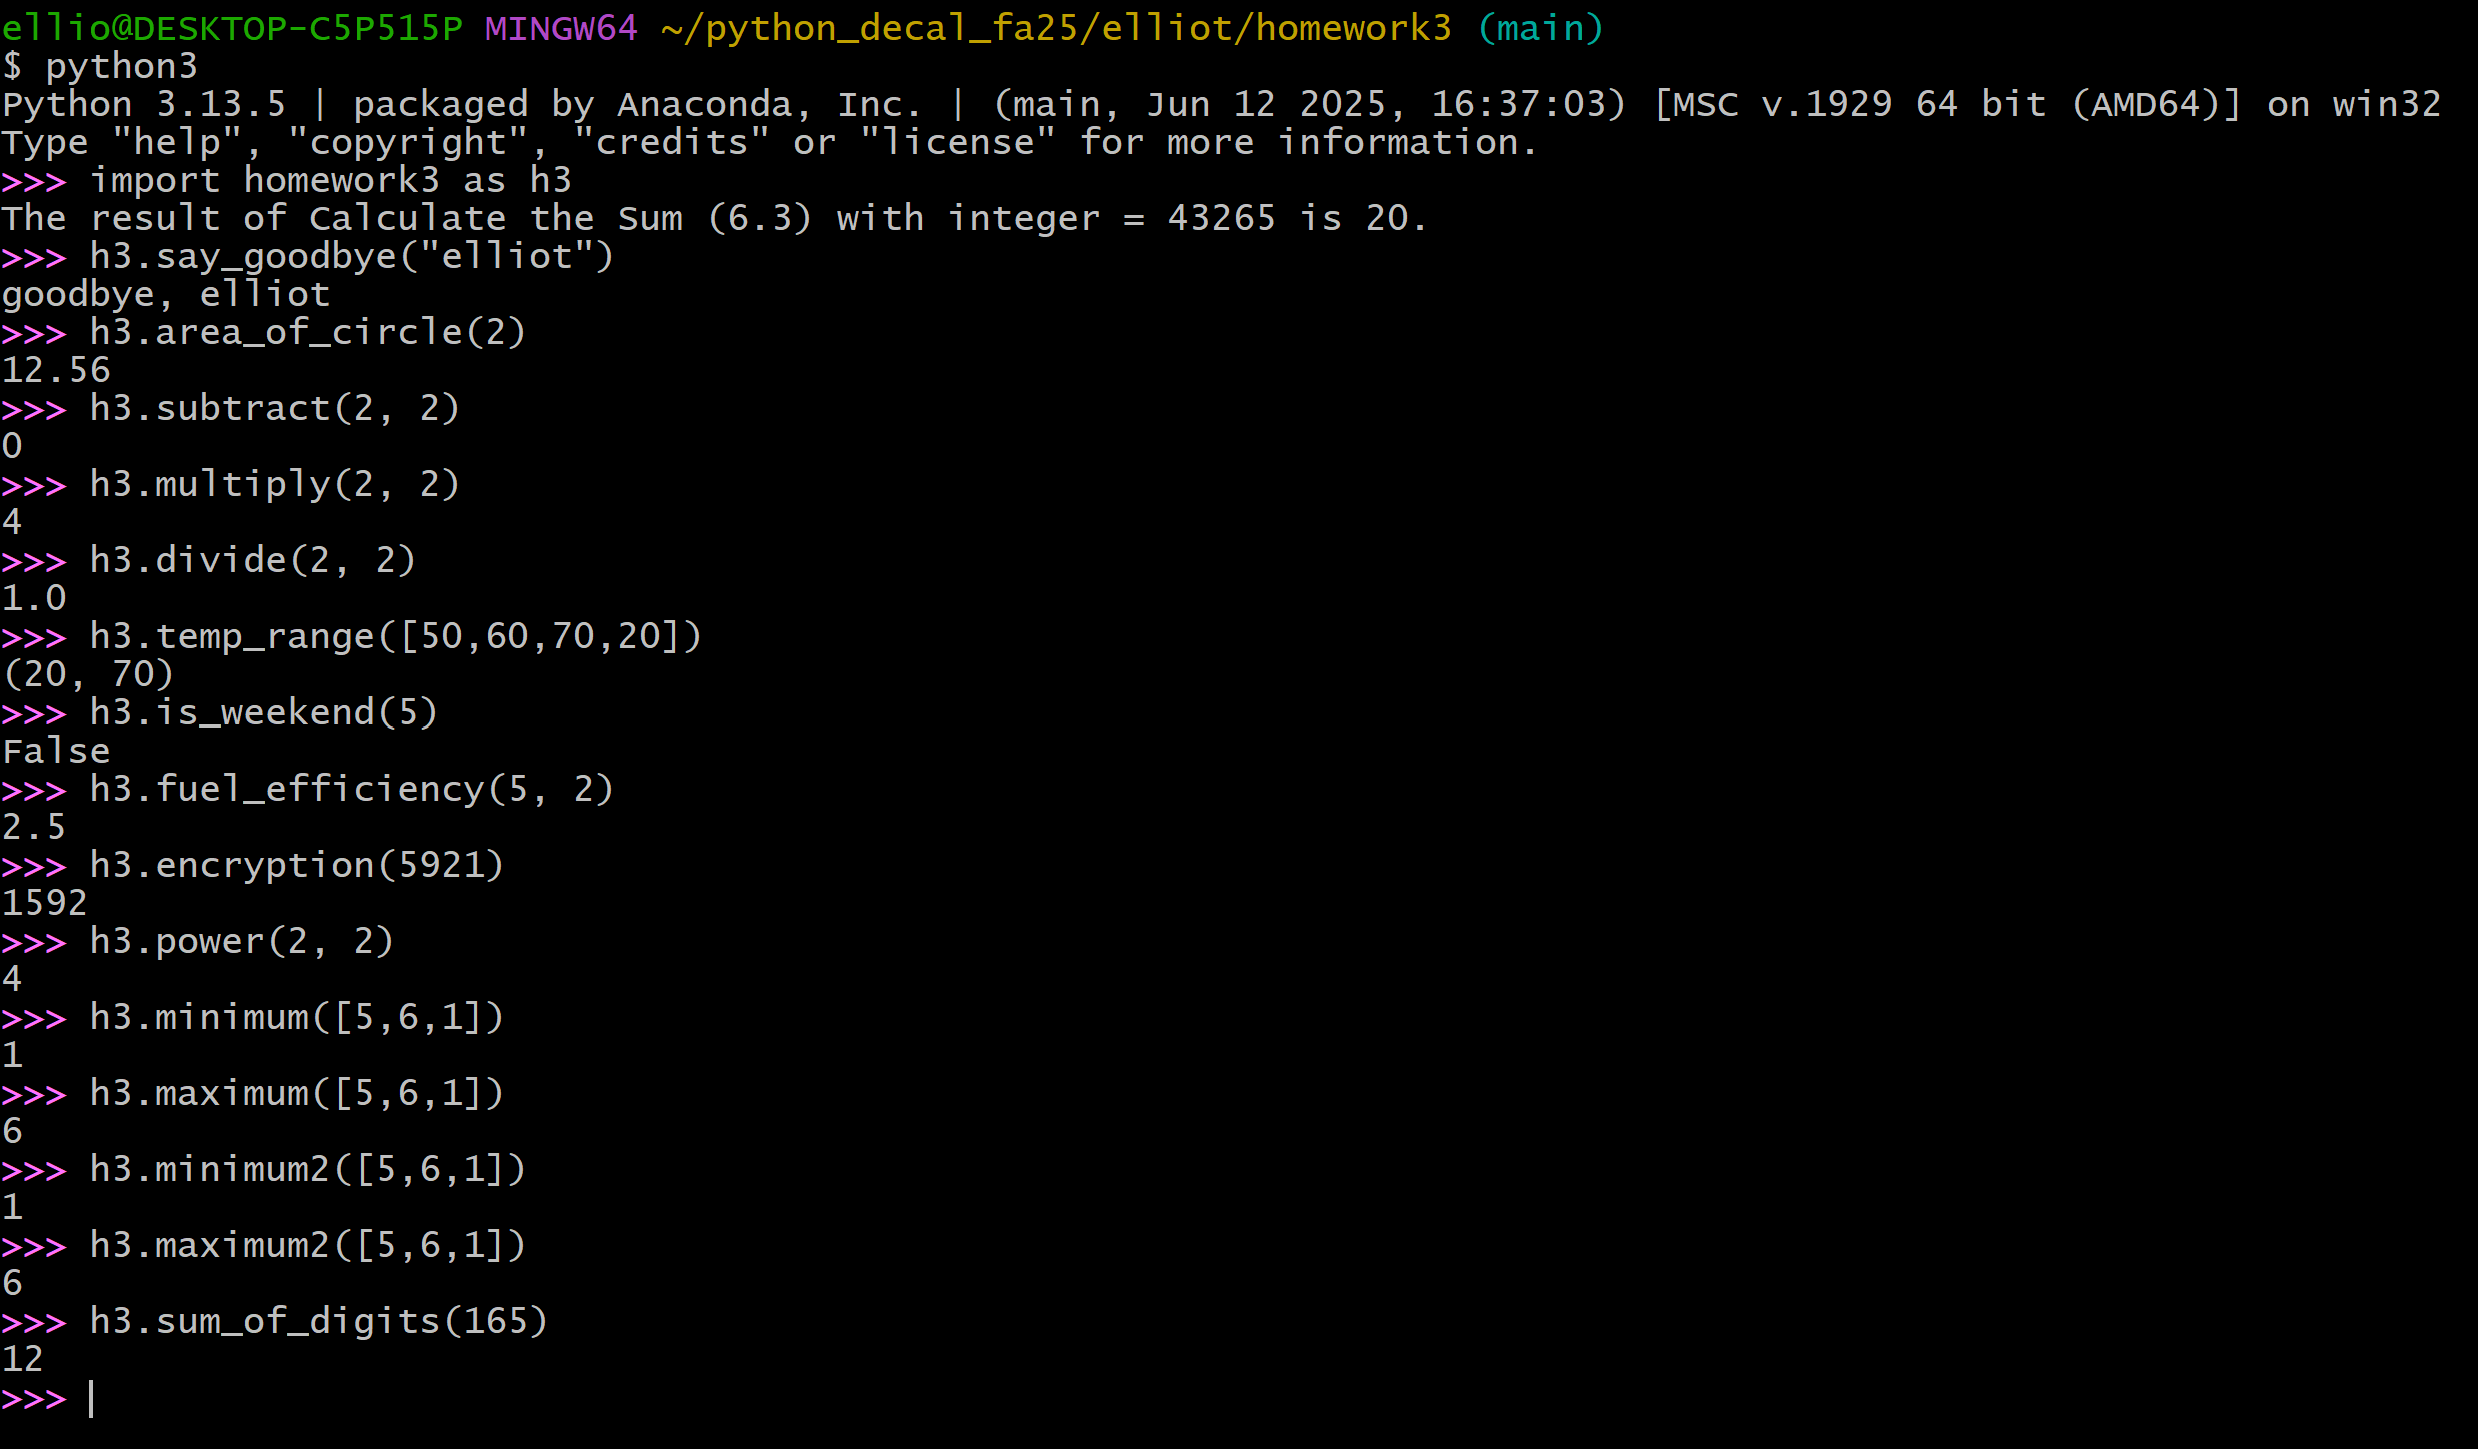 ellio@DESKTOP-C5P515P MINGW64 ~/python_decal_fa25/elliot/homework3 (main)
$ python3
Python 3.13.5 | packaged by Anaconda, Inc. | (main, Jun 12 2025, 16:37:03) [MSC v.1929 64 bit (AMD64)] on win32
Type "help", "copyright", "credits" or "license" for more information.
>>> import homework3 as h3
The result of Calculate the Sum (6.3) with integer = 43265 is 20.
>>> h3.say_goodbye("elliot")
goodbye, elliot
>>> h3.area_of_circle(2)
12.56
>>> h3.subtract(2, 2)
0
>>> h3.multiply(2, 2)
4
>>> h3.divide(2, 2)
1.0
>>> h3.temp_range([50,60,70,20])
(20, 70)
>>> h3.is_weekend(5)
False
>>> h3.fuel_efficiency(5, 2)
2.5
>>> h3.encryption(5921)
1592
>>> h3.power(2, 2)
4
>>> h3.minimum([5,6,1])
1
>>> h3.maximum([5,6,1])
6
>>> h3.minimum2([5,6,1])
1
>>> h3.maximum2([5,6,1])
6
>>> h3.sum_of_digits(165)
12
>>>